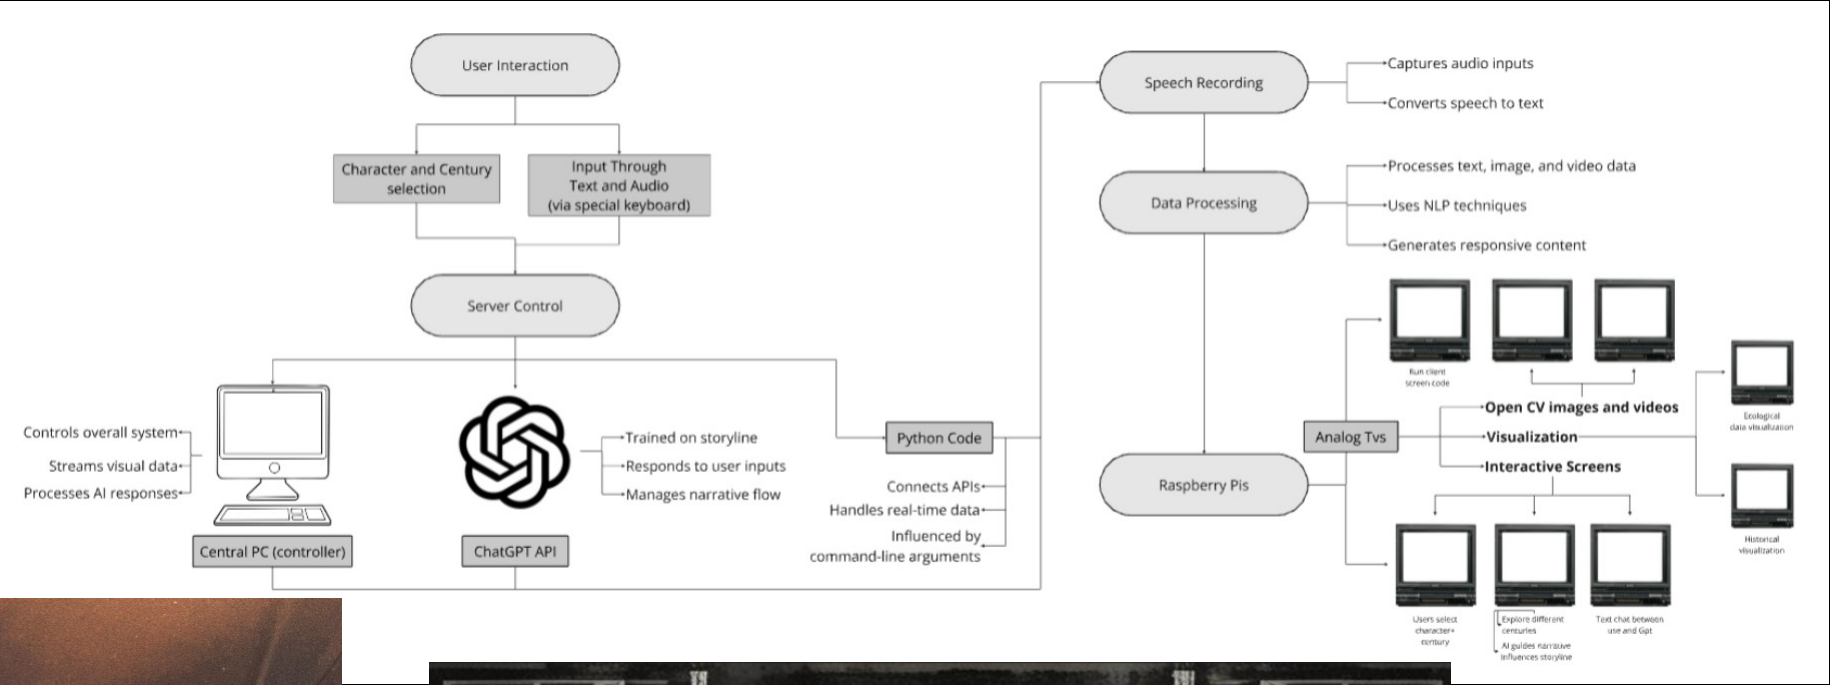 User Interaction
Character and Century
selection
Input Through
Text and Audio
(via special keyboard)
Server Control
Controls overall system
Streams visual data
Processes AI responses
Central PC (controller)
Trained on storyline
Responds to user inputs
Manages narrative flow
ChatGPT API
Python Code
Connects APIs
Handles real-time data
Influenced by
command-line arguments
Speech Recording
Captures audio inputs
Converts speech to text
Data Processing
Processes text, image, and video data
Uses NLP techniques
Generates responsive content
Raspberry Pis
Analog Tvs
Run client
screen code
Open CV images and videos
Visualization
Interactive Screens
Ecological
data visualization
Historical
visualization
Users select
character+
century
Explore different
centuries
AI guides narrative
influences storyline
Text chat between
use and Gpt